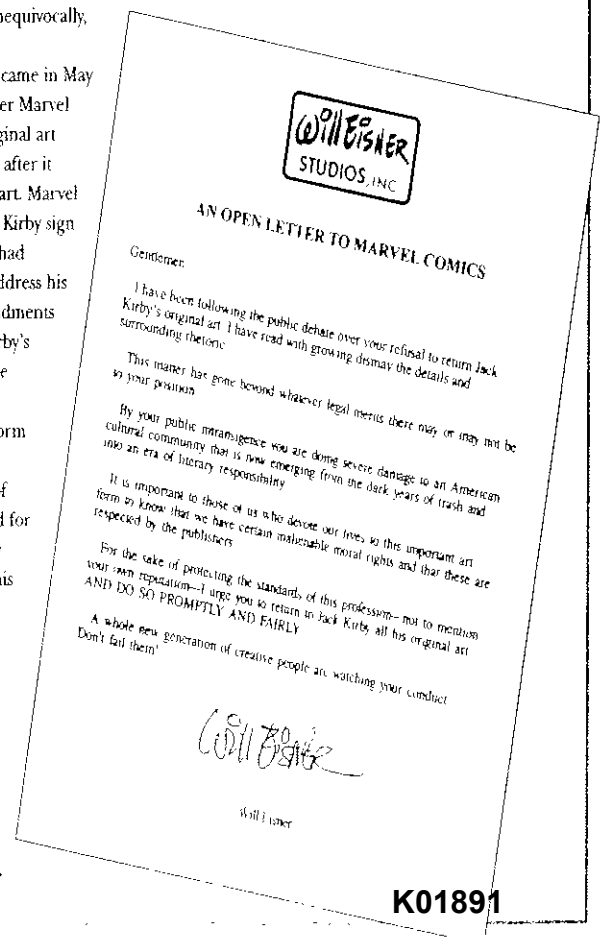 nequivocally,
came in May
er Marvel
ginal art
after it
art. Marvel
Kirby sign
had
ddress his
dments
rby's
e
orm
f
d for
his
Will Eisner
STUDIOS, INC
AN OPEN LETTER TO MARVEL COMICS
Gentlemen,
I have been following the public debate over your refusal to return Jack
Kirby's original art. I have read with growing dismay the details and
surrounding rhetoric
This matter has gone beyond whatever legal merits there may or may not be
to your position
By your public intransigence you are doing severe damage to an American
cultural community that is now emerging from the dark years of trash and
into an era of literary responsibility
It is important to those of us who devote our lives to this important art
form to know that we have certain inalienable moral rights and that these are
respected by the publishers
For the sake of protecting the standards of this profession—not to mention
your own reputation—I urge you to return to Jack Kirby all his original art
AND DO SO PROMPTLY AND FAIRLY
A whole new generation of creative people are watching your conduct
Don't fail them!
Will Eisner
Will Eisner
K01891